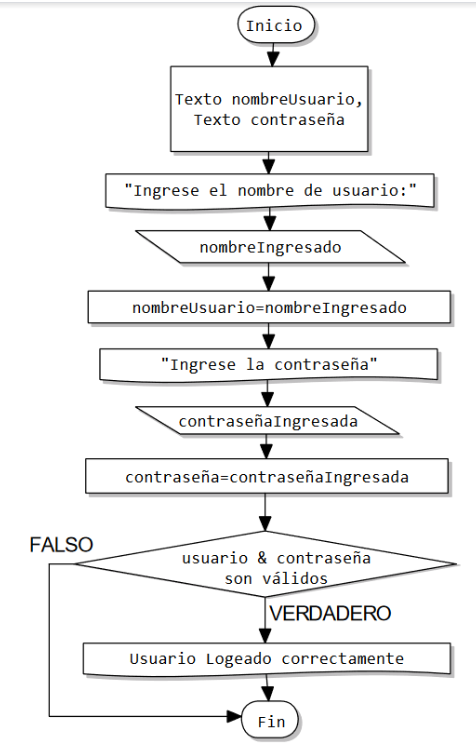 Inicio
Texto nombreUsuario,
Texto contraseña
"Ingrese el nombre de usuario:"
nombreIngresado
nombreUsuario=nombreIngresado
"Ingrese la contraseña"
contraseñaIngresada
contraseña=contraseñaIngresada
FALSO
usuario & contraseña
son válidos
VERDADERO
Usuario Logeado correctamente
Fin